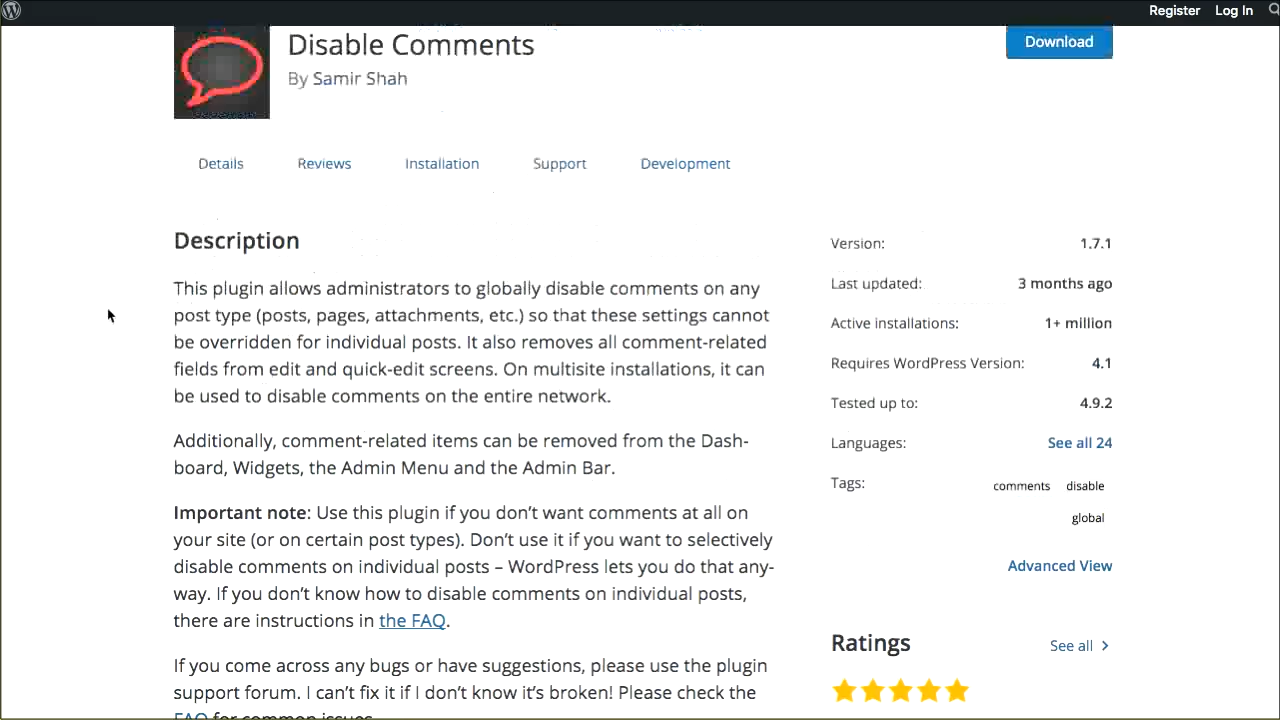 Register Log In
Disable Comments
Download
By Samir Shah
Details Reviews Installation Support Development
Description
This plugin allows administrators to globally disable comments on any
post type (posts, pages, attachments, etc.) so that these settings cannot
be overridden for individual posts. It also removes all comment-related
fields from edit and quick-edit screens. On multisite installations, it can
be used to disable comments on the entire network.
Additionally, comment-related items can be removed from the Dash-
board, Widgets, the Admin Menu and the Admin Bar.
Important note: Use this plugin if you don’t want comments at all on
your site (or on certain post types). Don’t use it if you want to selectively
disable comments on individual posts – WordPress lets you do that any-
way. If you don’t know how to disable comments on individual posts,
there are instructions in the FAQ.
If you come across any bugs or have suggestions, please use the plugin
support forum. I can’t fix it if I don’t know it’s broken! Please check the
FAQ for common issues.
Version: 1.7.1
Last updated: 3 months ago
Active installations: 1+ million
Requires WordPress Version: 4.1
Tested up to: 4.9.2
Languages: See all 24
Tags: comments disable
global
Advanced View
Ratings See all